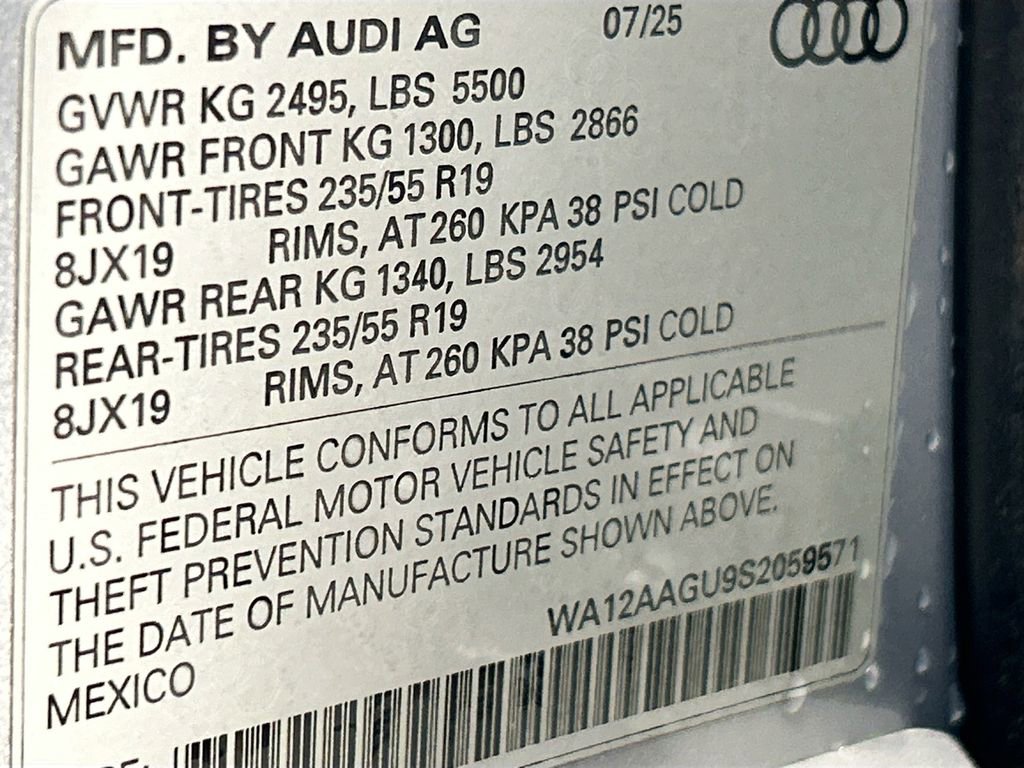 MFD. BY AUDI AG 07/25
GVWR KG 2495, LBS 5500
GAWR FRONT KG 1300, LBS 2866
FRONT-TIRES 235/55 R19
8JX19 RIMS, AT 260 KPA 38 PSI COLD
GAWR REAR KG 1340, LBS 2954
REAR-TIRES 235/55 R19
8JX19 RIMS, AT 260 KPA 38 PSI COLD
THIS VEHICLE CONFORMS TO ALL APPLICABLE
U.S. FEDERAL MOTOR VEHICLE SAFETY AND
THEFT PREVENTION STANDARDS IN EFFECT ON
THE DATE OF MANUFACTURE SHOWN ABOVE.
WA12AAGU9S2059571
MEXICO